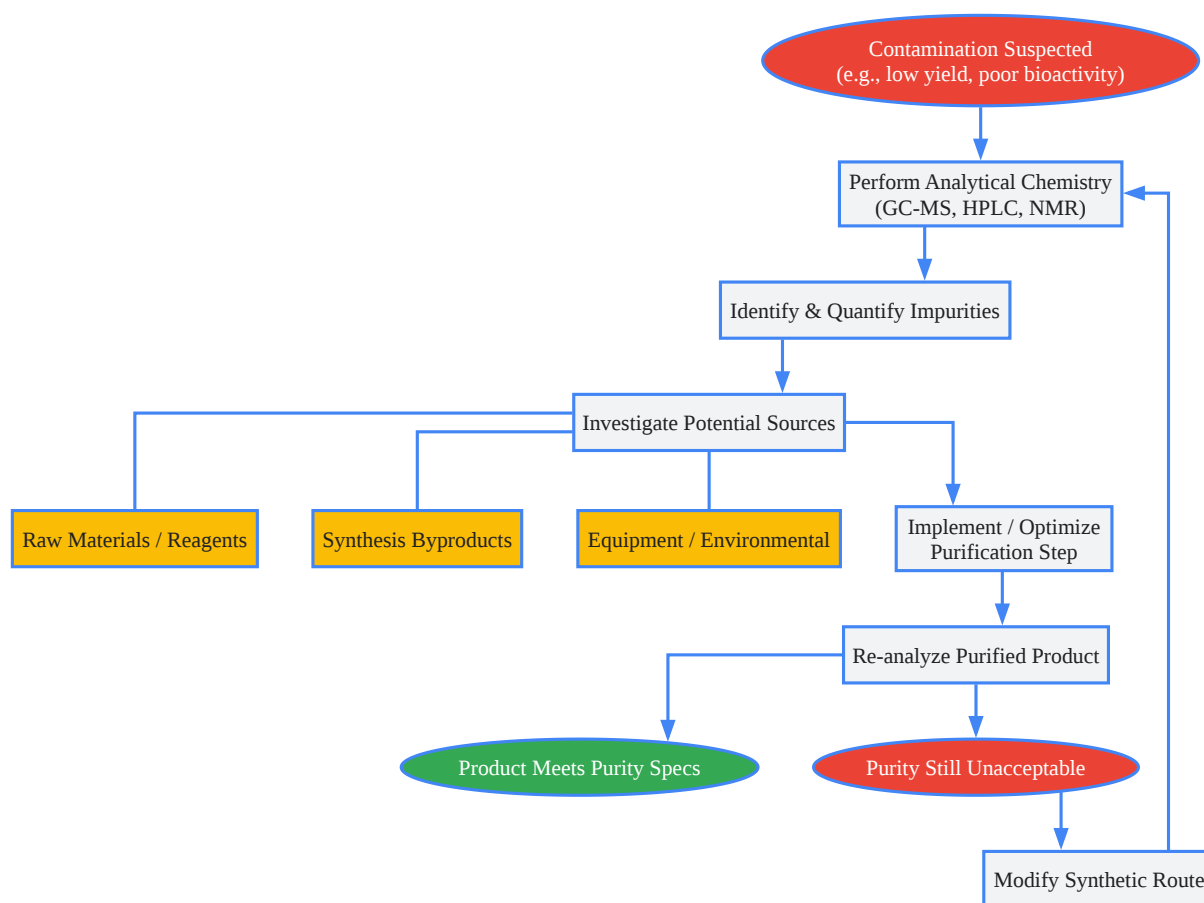 Contamination Suspected
(e.g., low yield, poor bioactivity)
Perform Analytical Chemistry
(GC-MS, HPLC, NMR)
Identify & Quantify Impurities
Investigate Potential Sources
Raw Materials / Reagents
Synthesis Byproducts
Equipment / Environmental
Implement / Optimize
Purification Step
Re-analyze Purified Product
Product Meets Purity Specs
Purity Still Unacceptable
Modify Synthetic Route